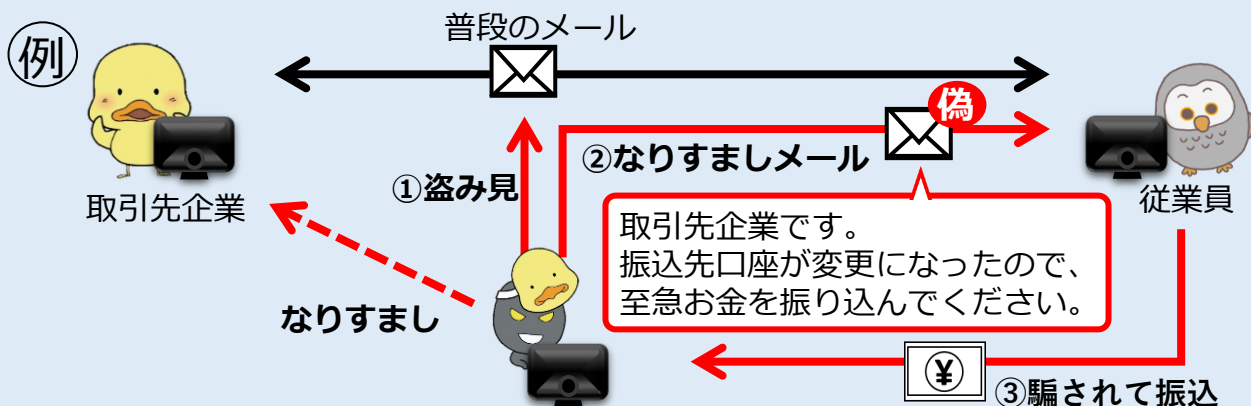 例
普段のメール
偽
②なりすましメール
①盗み見
取引先企業
従業員
取引先企業です。
振込先口座が変更になったので、
至急お金を振り込んでください。
なりすまし
¥
③騙されて振込